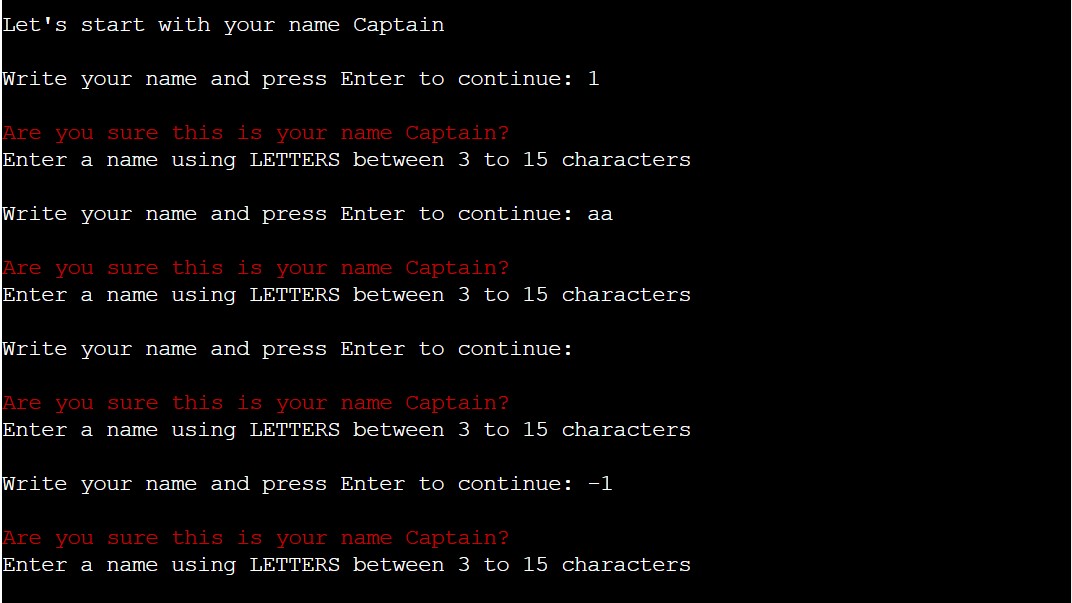 Let's start with your name Captain
Write your name and press Enter to continue: 1
Are you sure this is your name Captain?
Enter a name using LETTERS between 3 to 15 characters
Write your name and press Enter to continue: aa
Are you sure this is your name Captain?
Enter a name using LETTERS between 3 to 15 characters
Write your name and press Enter to continue:
Are you sure this is your name Captain?
Enter a name using LETTERS between 3 to 15 characters
Write your name and press Enter to continue: -1
Are you sure this is your name Captain?
Enter a name using LETTERS between 3 to 15 characters